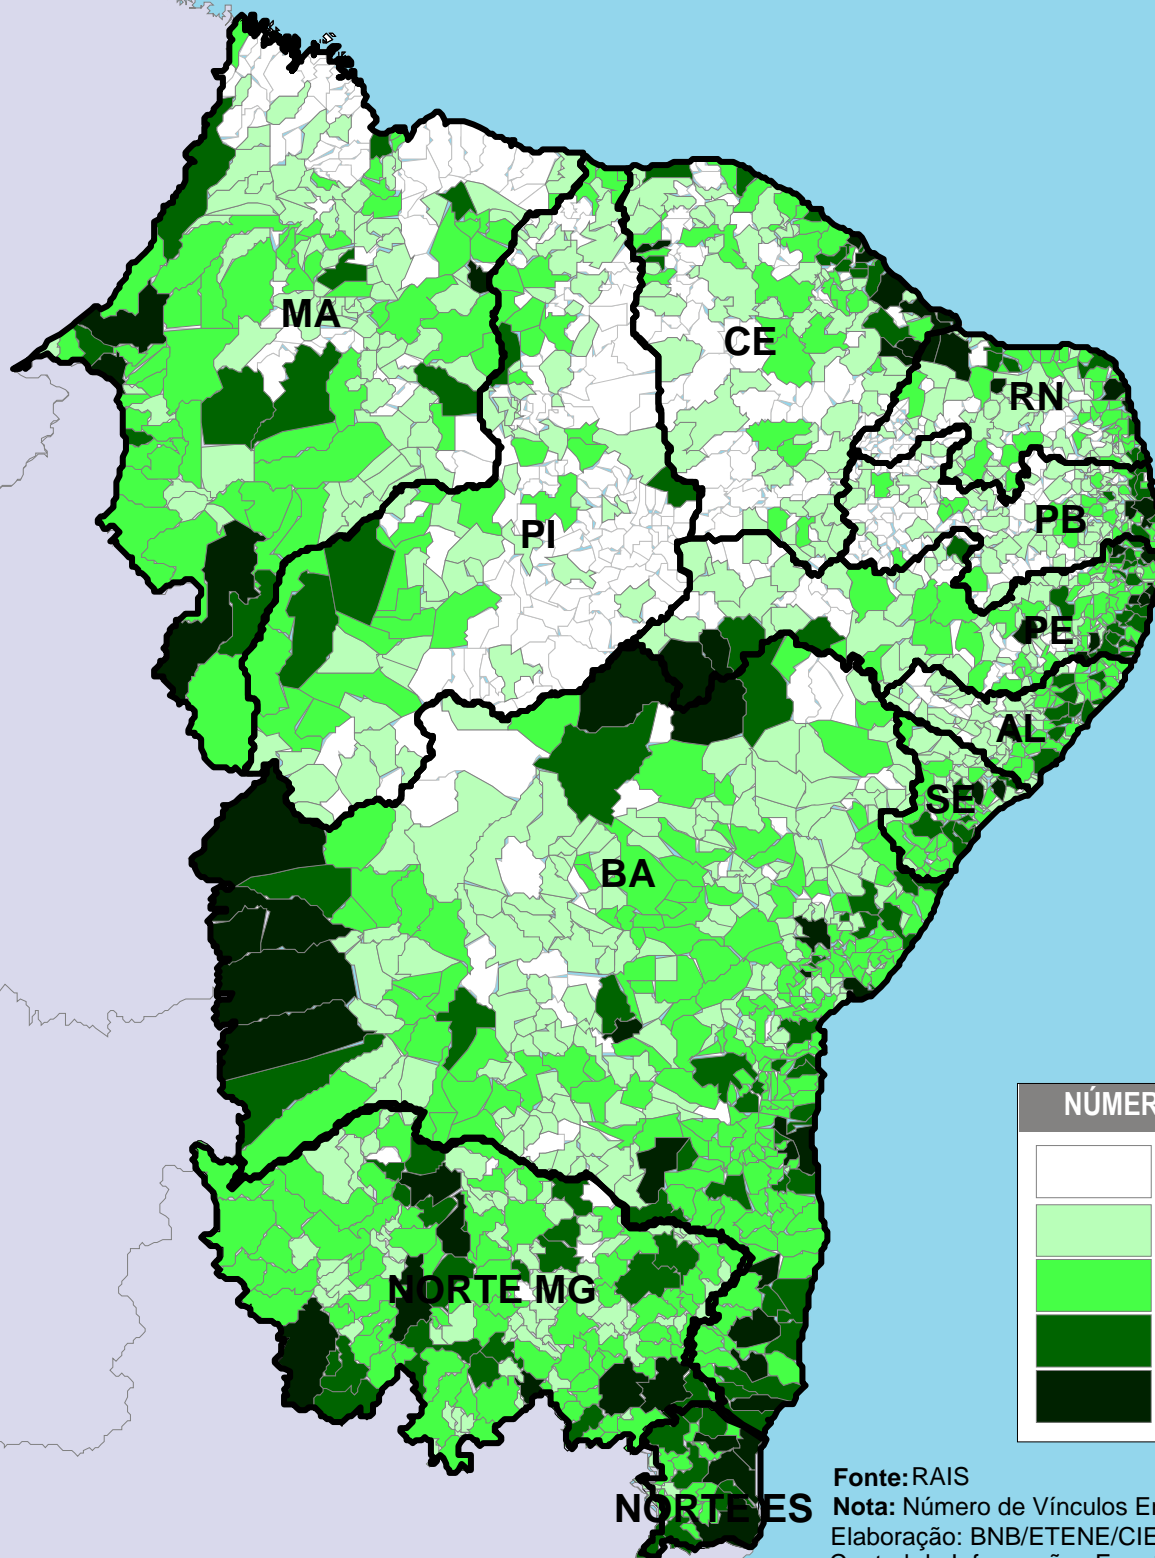 MA
CE
RN
PI
PB
PE
AL
SE
BA
NÚMER
NORTE MG
Fonte: RAIS
NORTE ES
Nota: Número de Vínculos En
Elaboração: BNB/ETENE/CIE